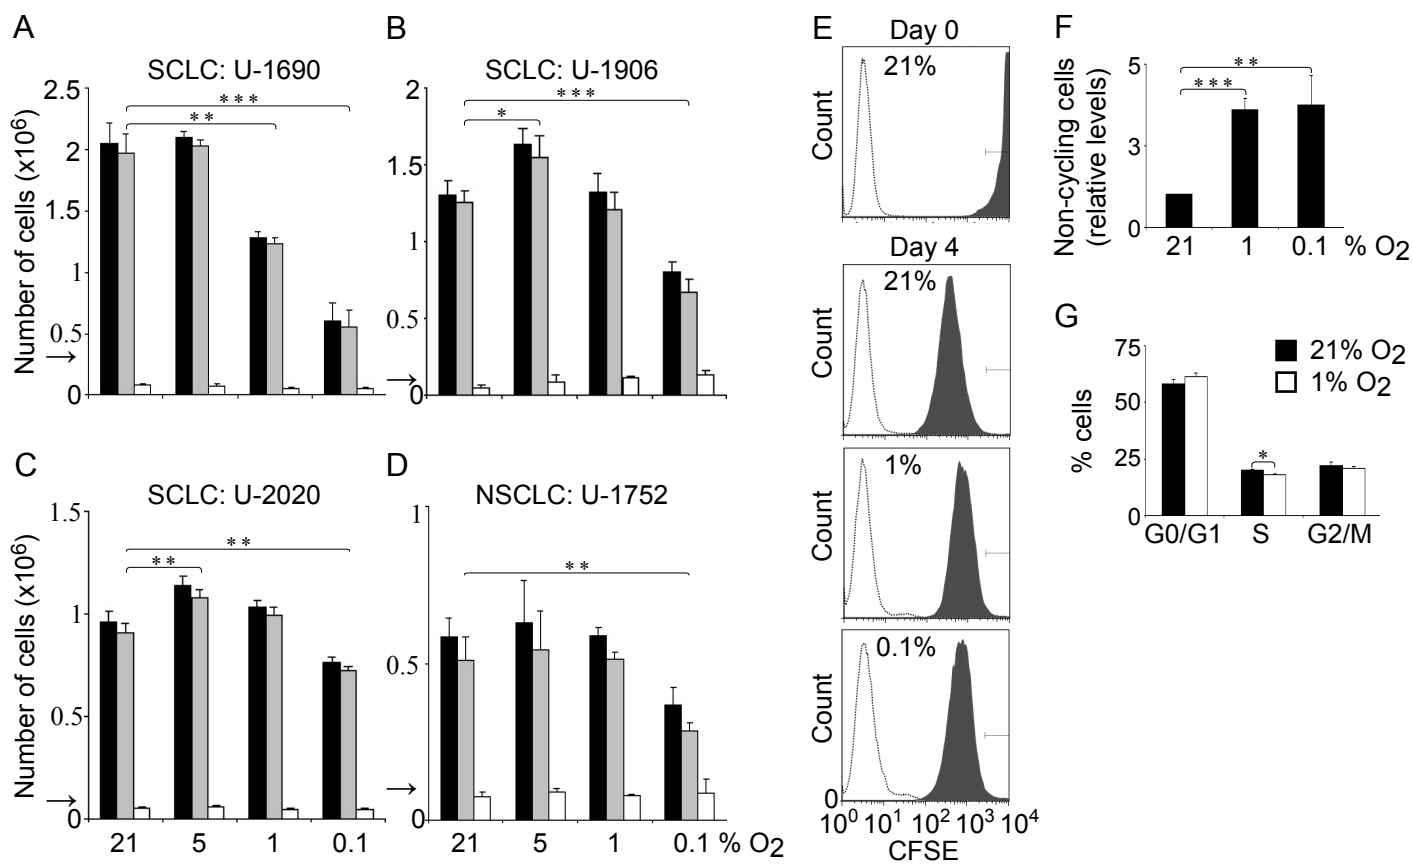 A
SCLC: U-1690
Number of cells (x10⁶)
2.5
2
1.5
1
0.5
0
→
***
**
B
SCLC: U-1906
2
1.5
1
0.5
0
→
***
*
C
SCLC: U-2020
Number of cells (x10⁶)
1.5
1
0.5
0
→
**
**
21 5 1 0.1
D
NSCLC: U-1752
1
0.5
0
→
**
21 5 1 0.1 % O₂
E
Day 0
21%
Count
Day 4
21%
Count
1%
Count
0.1%
Count
0
10⁰ 10¹ 10² 10³ 10⁴
CFSE
F
Non-cycling cells
(relative levels)
5
3
0
**
***
21 1 0.1 % O₂
G
% cells
75
50
25
0
21% O₂
1% O₂
*
G0/G1 S G2/M